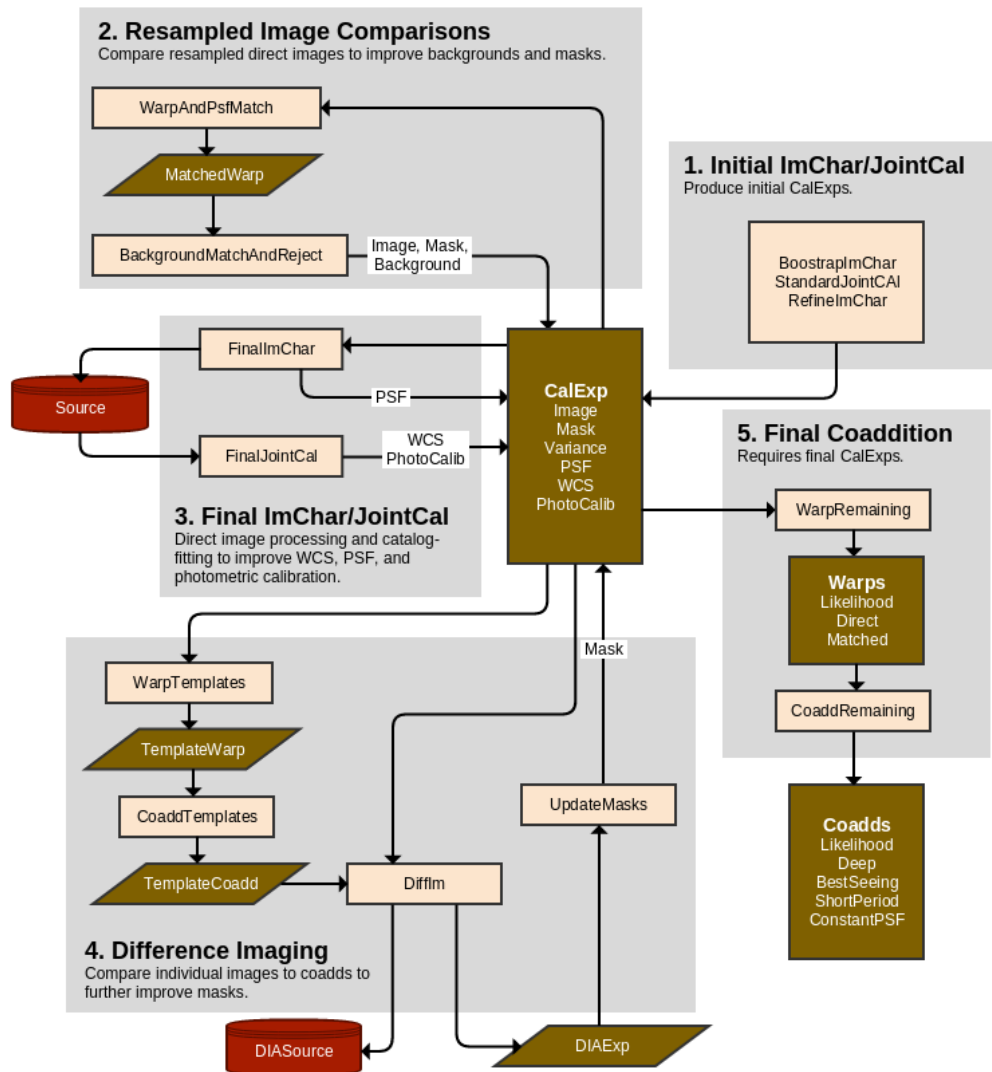 2. Resampled Image Comparisons
Compare resampled direct images to improve backgrounds and masks.
WarpAndPsfMatch
MatchedWarp
BackgroundMatchAndReject
Image, Mask,
Background
1. Initial ImChar/JointCal
Produce initial CalExps.
BoostrapImChar
StandardJointCAl
RefineImChar
FinalImChar
PSF
Source
FinalJointCal
WCS
PhotoCalib
3. Final ImChar/JointCal
Direct image processing and catalog-
fitting to improve WCS, PSF, and
photometric calibration.
CalExp
Image
Mask
Variance
PSF
WCS
PhotoCalib
5. Final Coaddition
Requires final CalExps.
WarpRemaining
Warps
Likelihood
Direct
Matched
CoaddRemaining
Coadds
Likelihood
Deep
BestSeeing
ShortPeriod
ConstantPSF
Mask
WarpTemplates
TemplateWarp
CoaddTemplates
TemplateCoadd
DiffIm
UpdateMasks
4. Difference Imaging
Compare individual images to coadds to
further improve masks.
DIASource
DIAExp